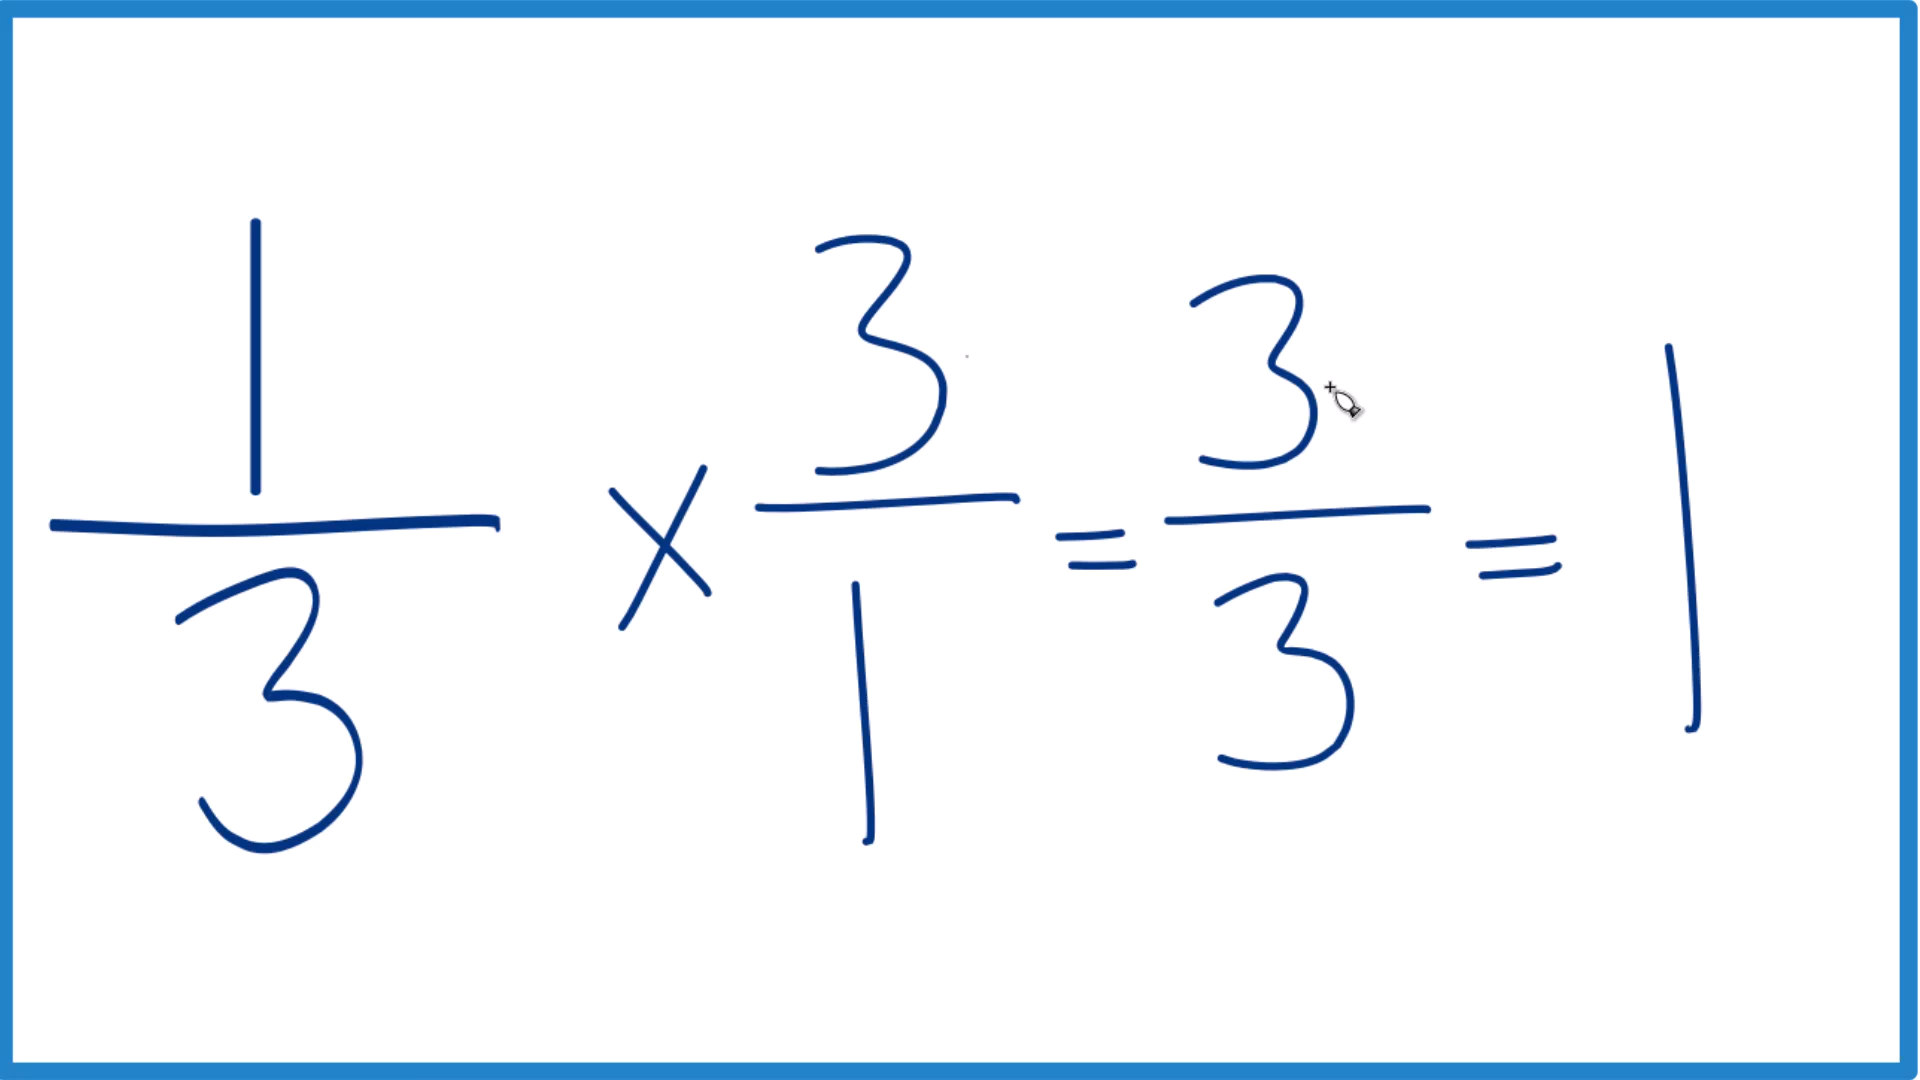 1/3 × 3/1 = 3/3 = 1